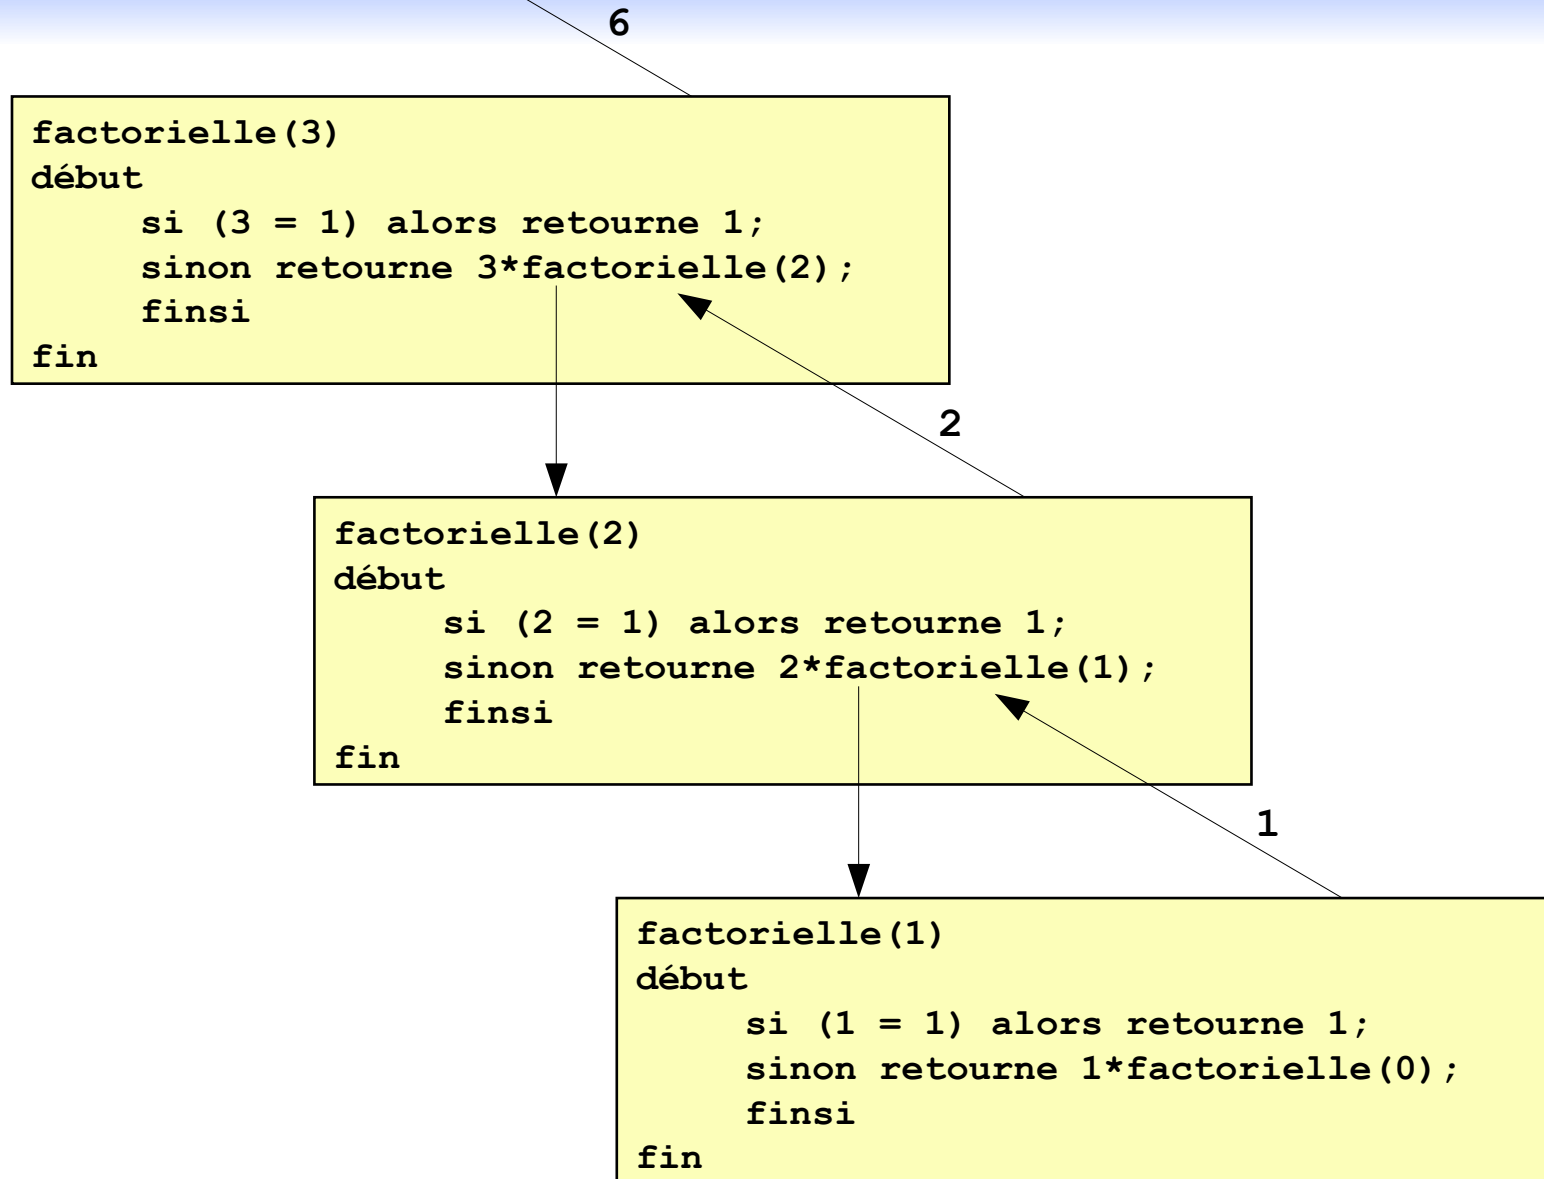 6
factorielle(3)
début
si (3 = 1) alors retourne 1;
sinon retourne 3*factorielle(2);
finsi
fin
2
factorielle(2)
début
si (2 = 1) alors retourne 1;
sinon retourne 2*factorielle(1);
finsi
fin
1
factorielle(1)
début
si (1 = 1) alors retourne 1;
sinon retourne 1*factorielle(0);
finsi
fin